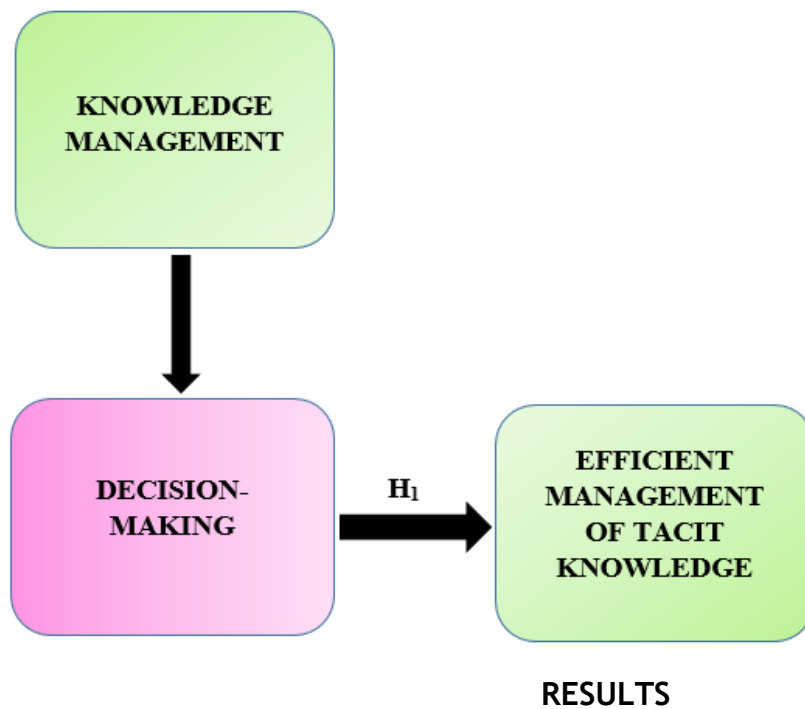 KNOWLEDGE
MANAGEMENT
DECISION-
MAKING
H₁
EFFICIENT
MANAGEMENT
OF TACIT
KNOWLEDGE
RESULTS